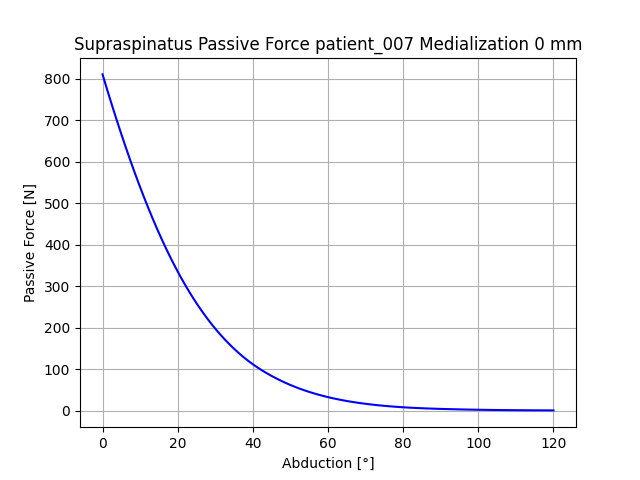 Supraspinatus Passive Force patient_007 Medialization 0 mm
800
700
600
500
400
300
200
100
0
Passive Force [N]
0 20 40 60 80 100 120
Abduction [°]